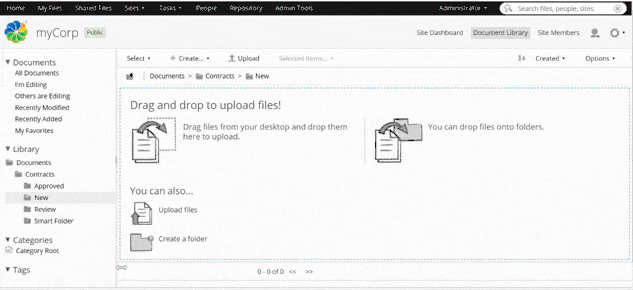 Home My Files Shared Files Sites Tasks People Repository Admin Tools Administrator Search files, people, sites
myCorp Public Site Dashboard Document Library Site Members
Select Create... Upload Selected Items... Created Options
Documents > Contracts > New
Documents
All Documents
I'm Editing
Others are Editing
Recently Modified
Recently Added
My Favorites
Library
Documents
Contracts
Approved
New
Review
Smart Folder
Categories
Category Root
Tags
Drag and drop to upload files!
Drag files from your desktop and drop them
here to upload.
You can drop files onto folders.
You can also...
Upload files
Create a folder
0 - 0 of 0 << >>